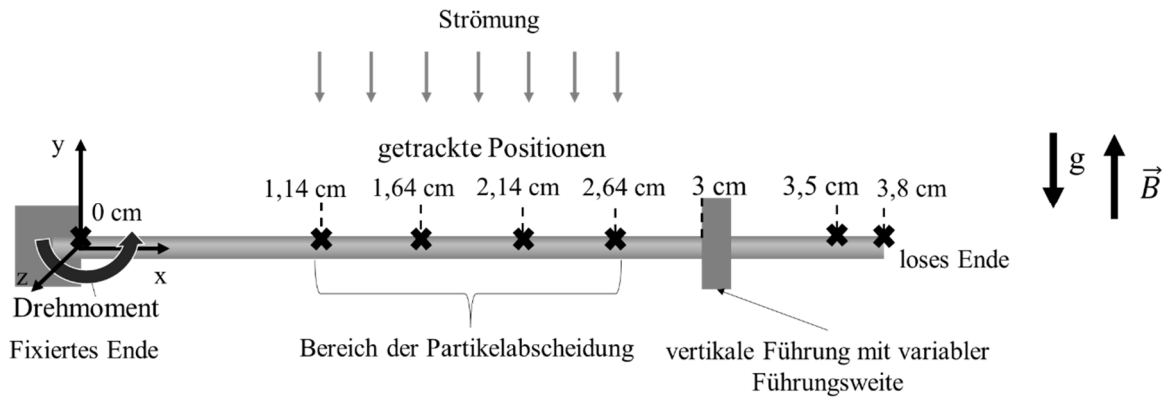 Strömung
getrackte Positionen
1,14 cm 1,64 cm 2,14 cm 2,64 cm 3 cm 3,5 cm 3,8 cm
y
0 cm
z
x
g
B
loses Ende
Drehmoment
Fixiertes Ende
Bereich der Partikelabscheidung
vertikale Führung mit variabler
Führungsweite